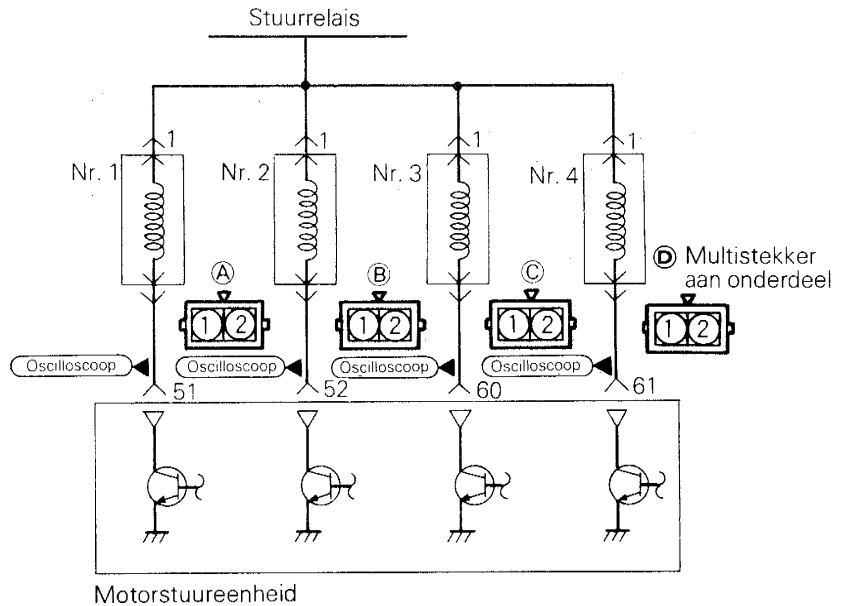 Stuurrelais
1 1 1 1
Nr. 1 Nr. 2 Nr. 3 Nr. 4
Ⓐ Ⓑ Ⓒ Ⓓ Multistekker
aan onderdeel
1 2 1 2 1 2 1 2
Oscilloscoop Oscilloscoop Oscilloscoop Oscilloscoop
51 52 60 61
Motorstuureenheid